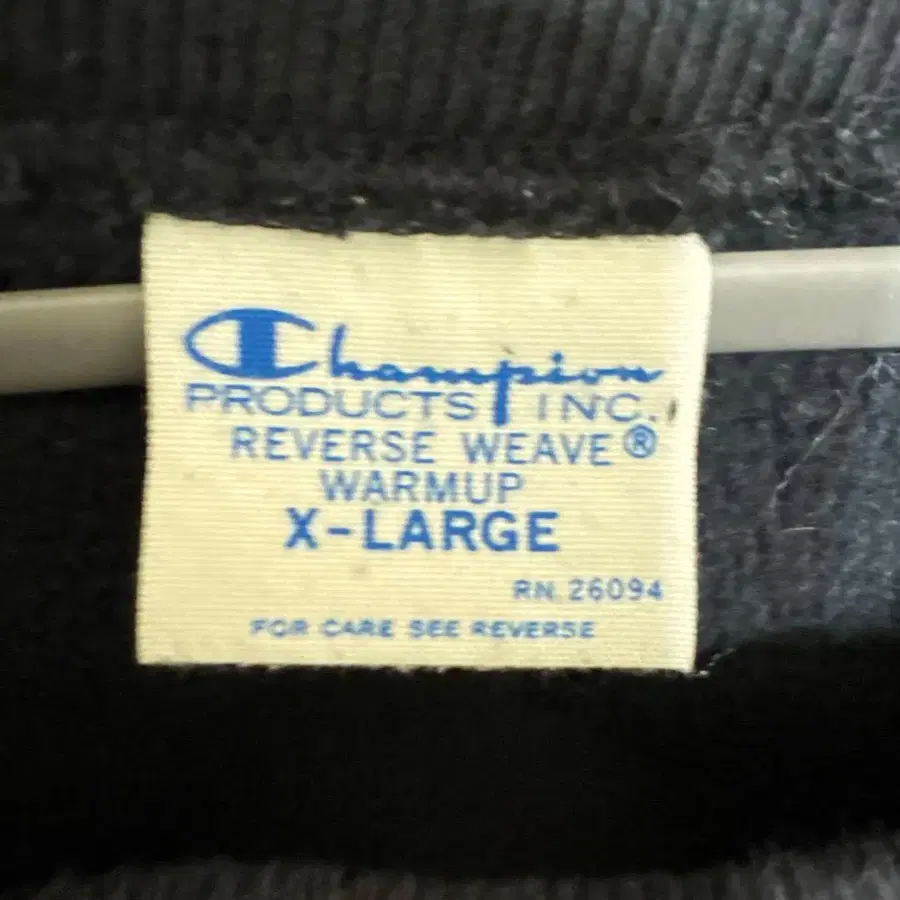 Champion
PRODUCTS INC.
REVERSE WEAVE®
WARMUP
X-LARGE
RN. 26094
FOR CARE SEE REVERSE